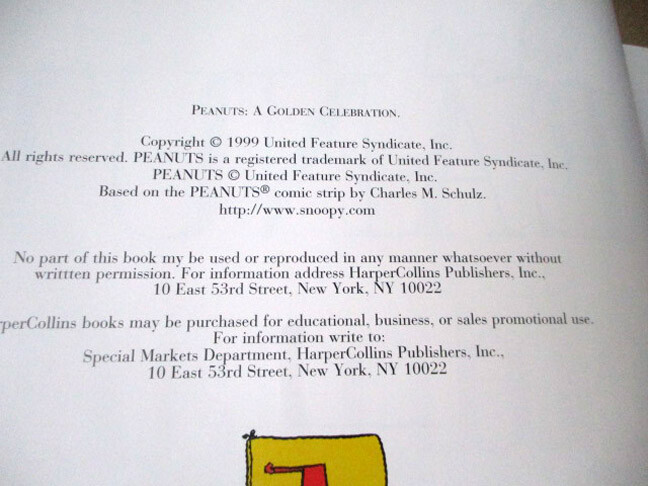 PEANUTS: A GOLDEN CELEBRATION.
Copyright © 1999 United Feature Syndicate, Inc.
All rights reserved. PEANUTS is a registered trademark of United Feature Syndicate, Inc.
PEANUTS © United Feature Syndicate, Inc.
Based on the PEANUTS® comic strip by Charles M. Schulz.
http://www.snoopy.com
No part of this book my be used or reproduced in any manner whatsoever without
writtten permission. For information address HarperCollins Publishers, Inc.,
10 East 53rd Street, New York, NY 10022
rperCollins books may be purchased for educational, business, or sales promotional use.
For information write to:
Special Markets Department, HarperCollins Publishers, Inc.,
10 East 53rd Street, New York, NY 10022